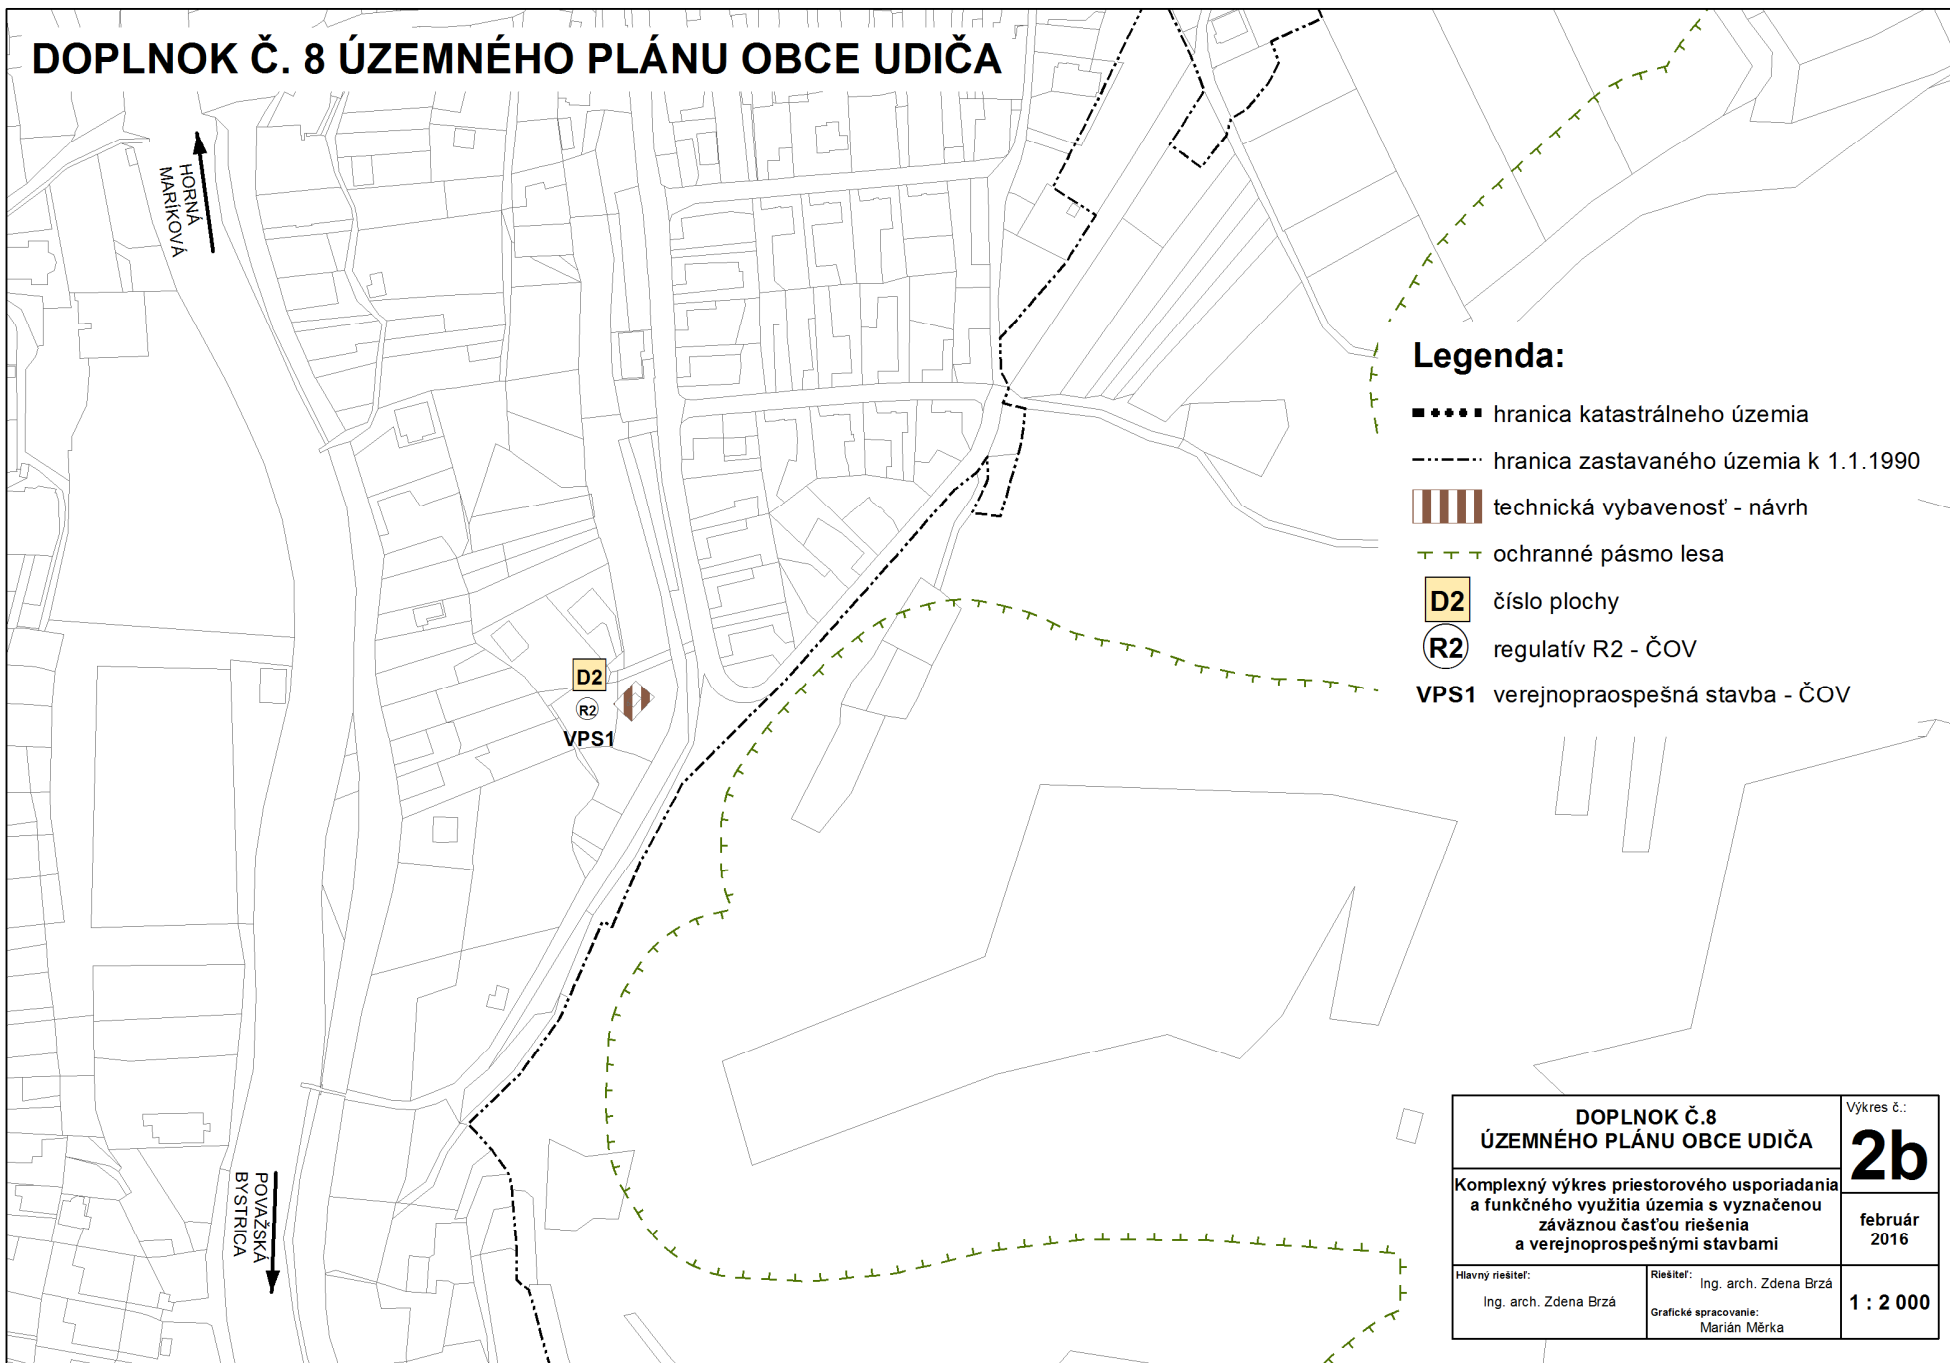 DOPLNOK Č. 8 ÚZEMNÉHO PLÁNU OBCE UDIČA
HORNÁ
MARÍKOVÁ
Legenda:
hranica katastrálneho územia
hranica zastavaného územia k 1.1.1990
technická vybavenosť - návrh
ochranné pásmo lesa
D2 číslo plochy
R2 regulatív R2 - ČOV
VPS1 verejnopraospešná stavba - ČOV
D2
R2
VPS1
POVAŽSKÁ
BYSTRICA
DOPLNOK Č.8
ÚZEMNÉHO PLÁNU OBCE UDIČA
Výkres č.:
2b
Komplexný výkres priestorového usporiadania
a funkčného využitia územia s vyznačenou
záväznou časťou riešenia
a verejnoprospešnými stavbami
február
2016
Hlavný riešiteľ:
Ing. arch. Zdena Brzá
Riešiteľ: Ing. arch. Zdena Brzá
Grafické spracovanie:
Marián Měrka
1 : 2 000